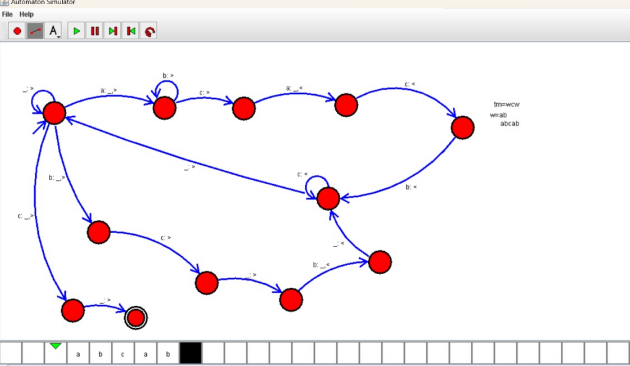 Automaton Simulator
File Help
A
b: >
_: >
a: _,>
c: >
a: _,<
c: <
tm=wcw
w=ab
abcab
_: >
c: <
b: _,>
b: <
c: _,>
c: >
_: <
_: >
b: _,<
_: >
a b c a b